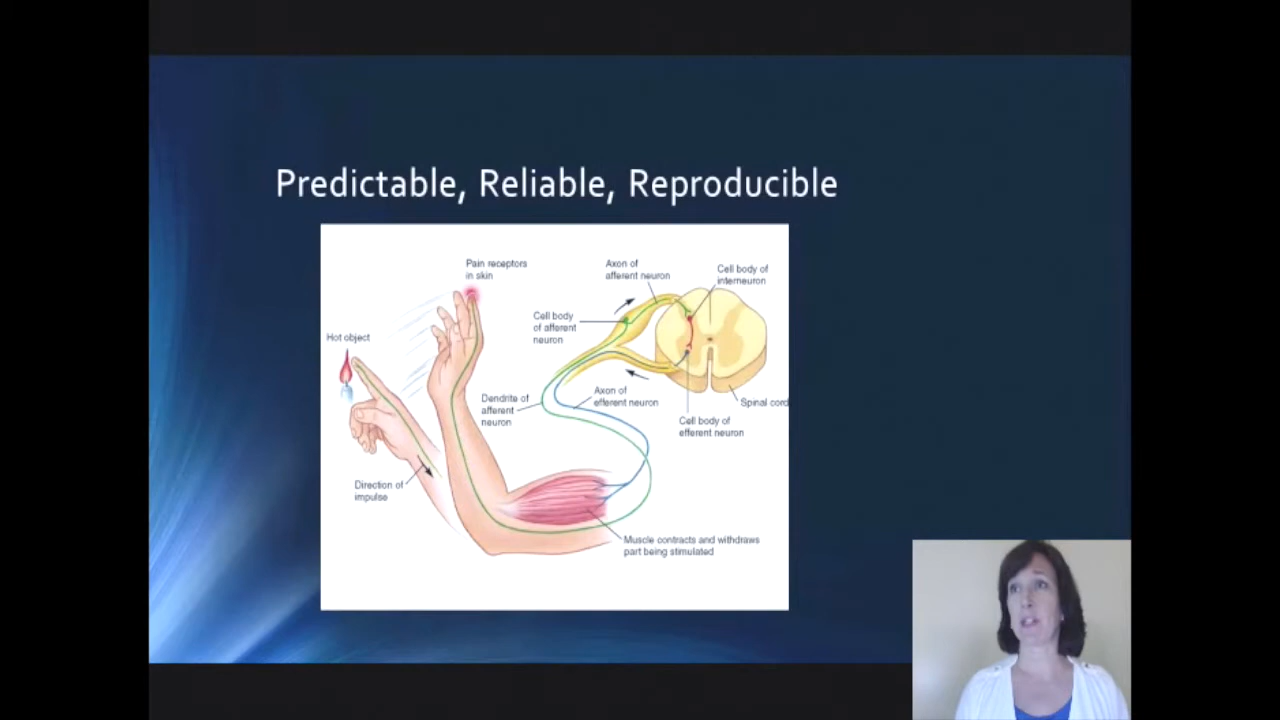 Predictable, Reliable, Reproducible
Pain receptors
in skin
Axon of
afferent neuron
Cell body of
interneuron
Cell body
of afferent
neuron
Hot object
Dendrite of
afferent
neuron
Axon of
efferent neuron
Spinal cord
Cell body of
efferent neuron
Direction of
impulse
Muscle contracts and withdraws
part being stimulated